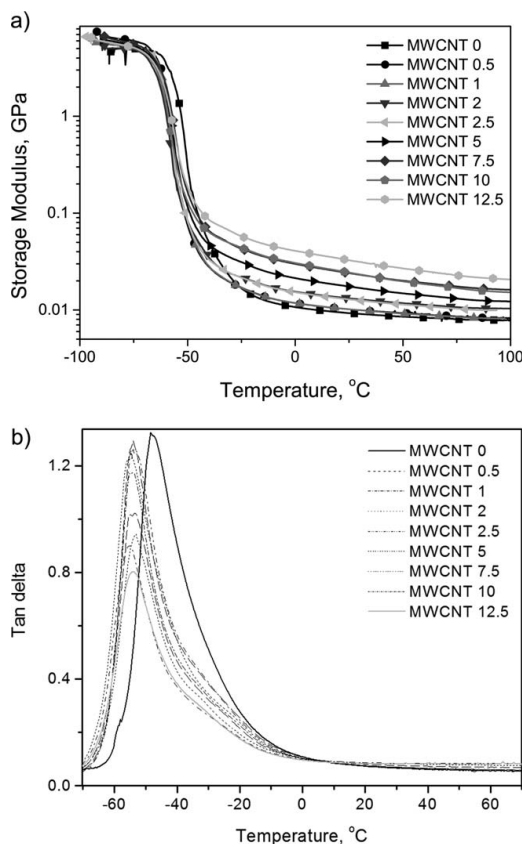 a)
Storage Modulus, GPa
1
0.1
0.01
-100
-50
0
50
100
Temperature, °C
MWCNT 0
MWCNT 0.5
MWCNT 1
MWCNT 2
MWCNT 2.5
MWCNT 5
MWCNT 7.5
MWCNT 10
MWCNT 12.5
b)
Tan delta
1.2
0.8
0.4
0.0
-60
-40
-20
0
20
40
60
Temperature, °C
MWCNT 0
MWCNT 0.5
MWCNT 1
MWCNT 2
MWCNT 2.5
MWCNT 5
MWCNT 7.5
MWCNT 10
MWCNT 12.5